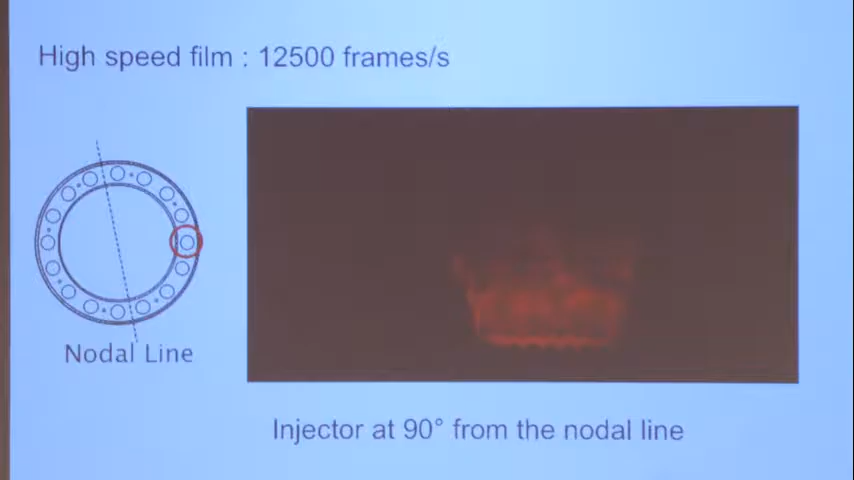 High speed film : 12500 frames/s
Nodal Line
Injector at 90° from the nodal line